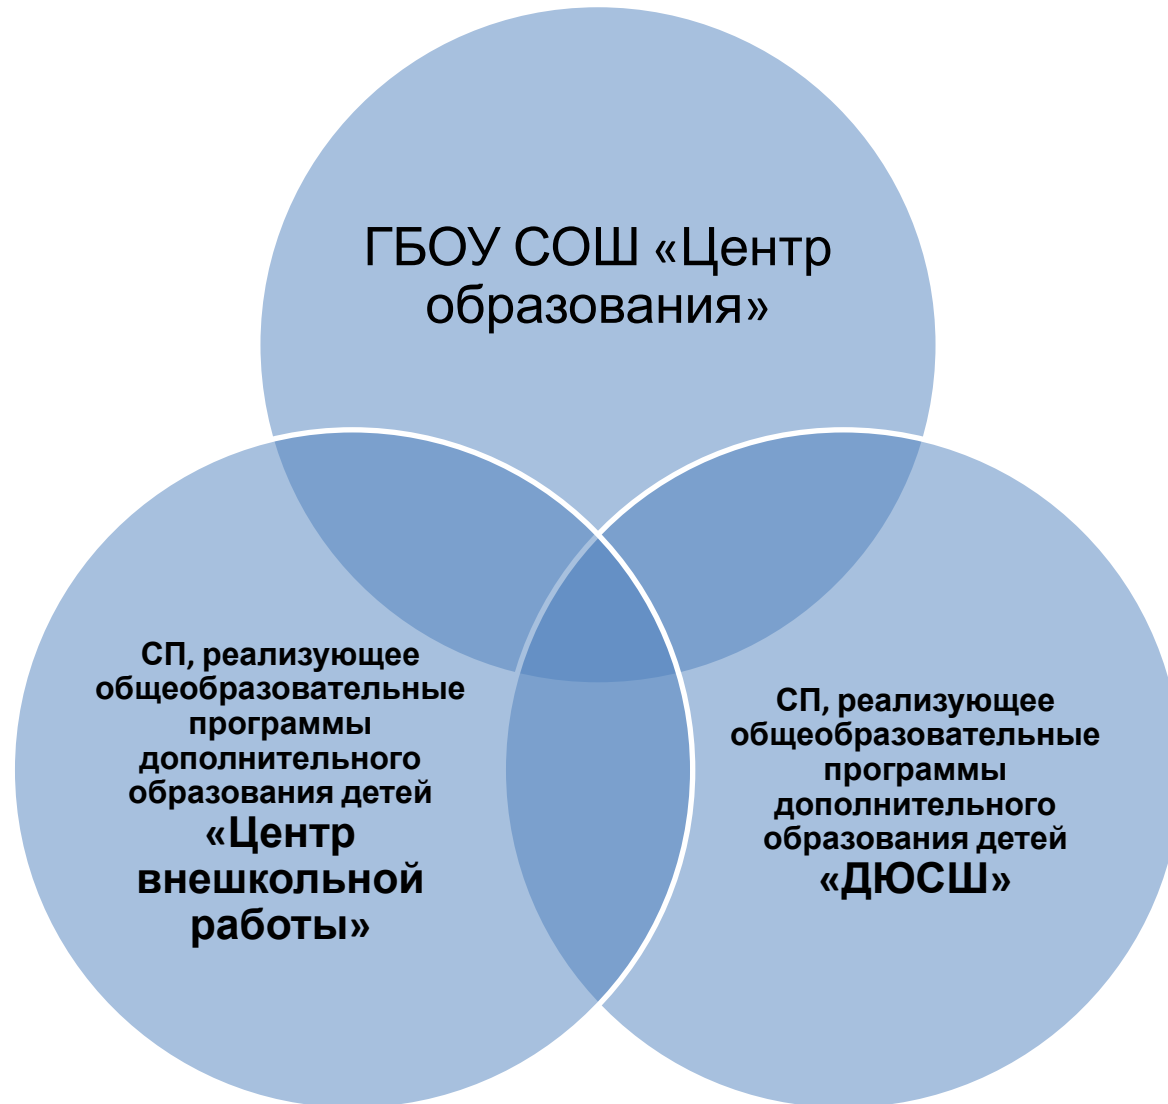 ГБОУ СОШ «Центр
образования»
СП, реализующее
общеобразовательные
программы
дополнительного
образования детей
«Центр
внешкольной
работы»
СП, реализующее
общеобразовательные
программы
дополнительного
образования детей
«ДЮСШ»